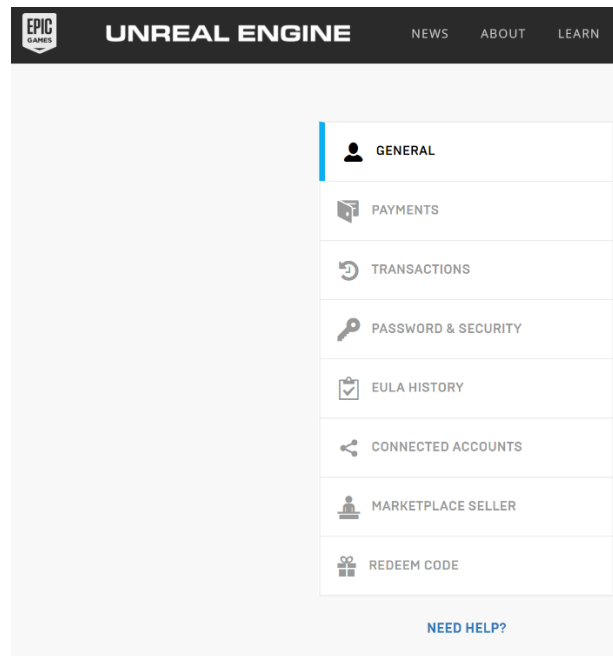 EPIC
GAMES
UNREAL ENGINE
NEWS
ABOUT
LEARN
GENERAL
PAYMENTS
TRANSACTIONS
PASSWORD & SECURITY
EULA HISTORY
CONNECTED ACCOUNTS
MARKETPLACE SELLER
REDEEM CODE
NEED HELP?